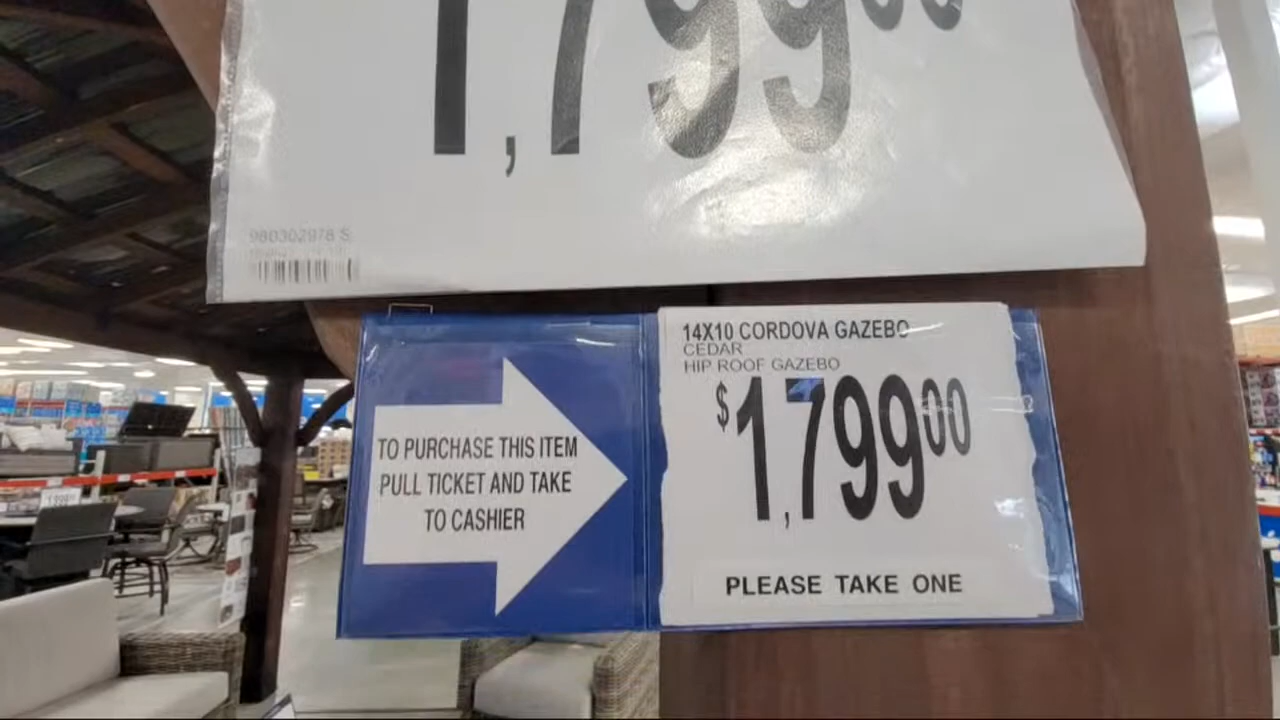 1,799.00
980302978 S
14X10 CORDOVA GAZEBO
CEDAR
HIP ROOF GAZEBO
$1,799.00
TO PURCHASE THIS ITEM
PULL TICKET AND TAKE
TO CASHIER
PLEASE TAKE ONE